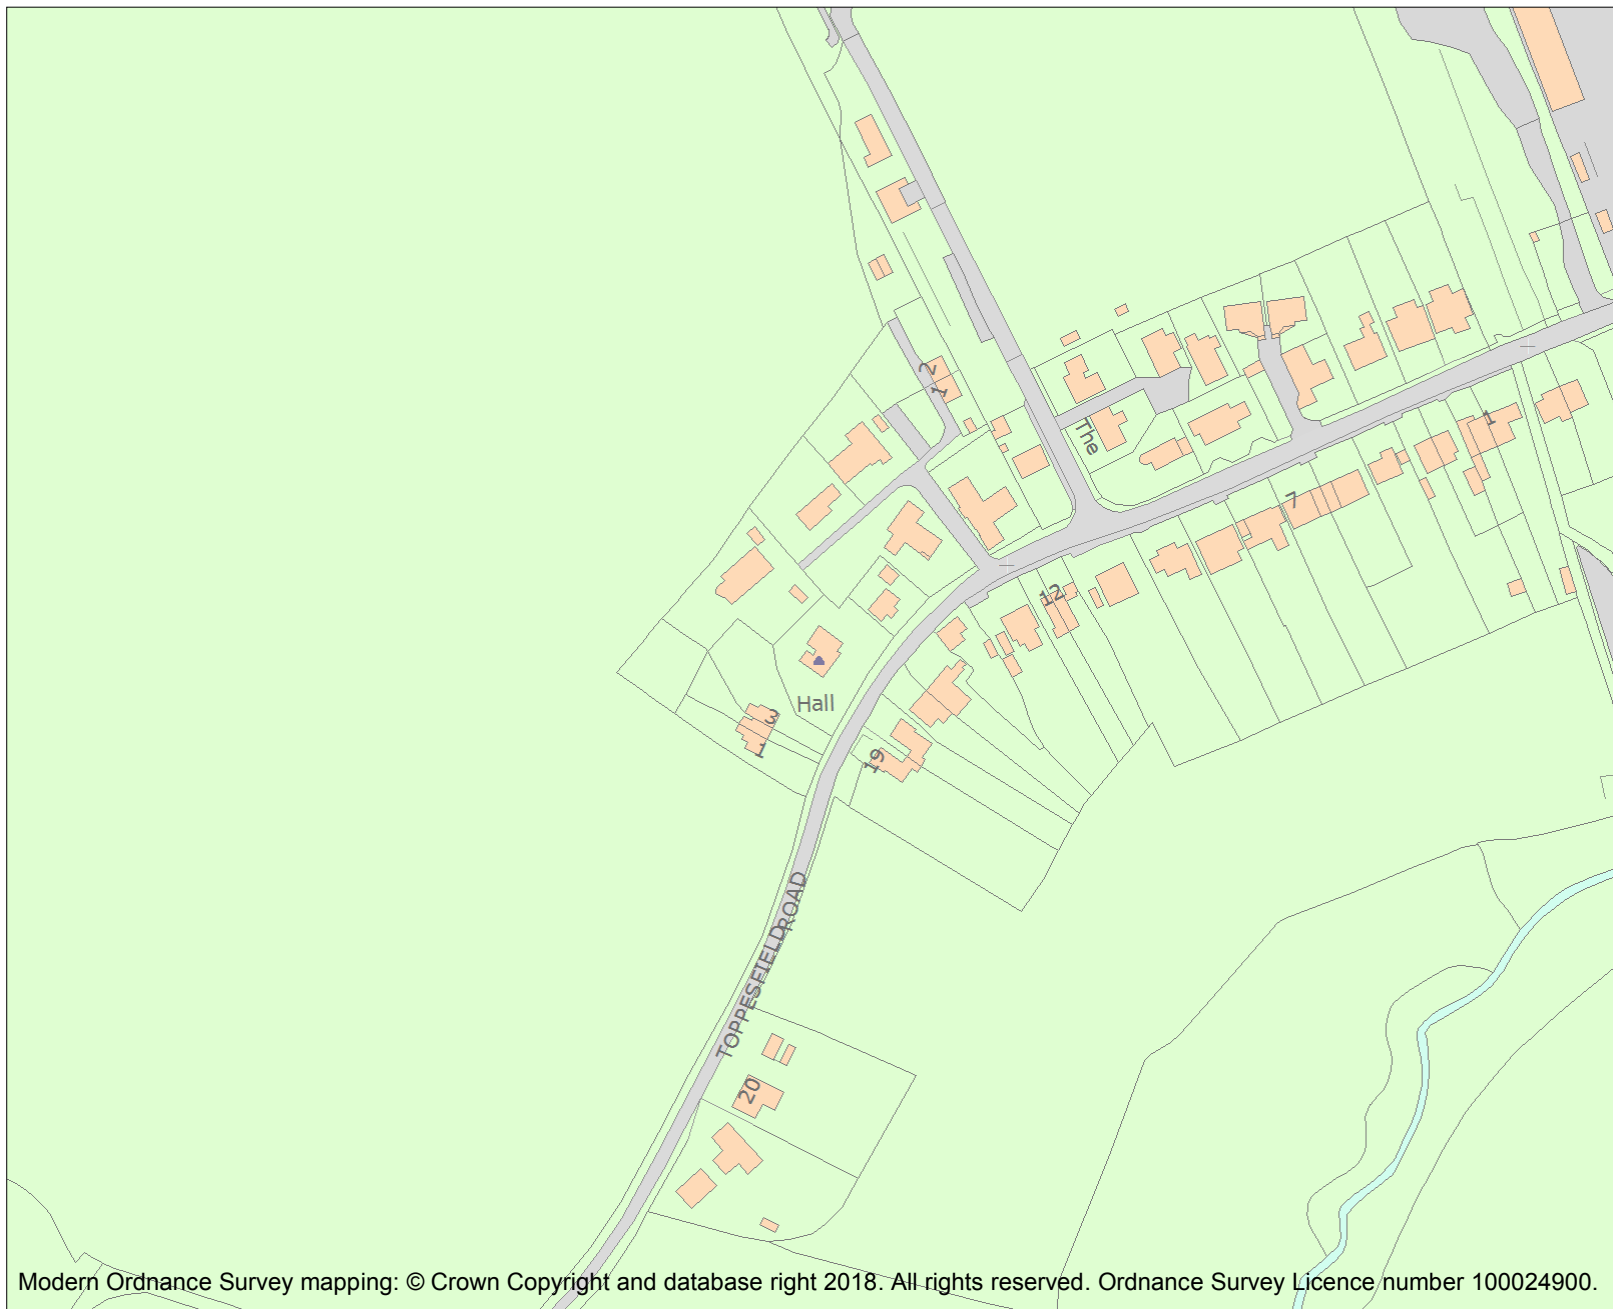 2
1
The
1
7
12
3
Hall
1
19
TOPPESFIELD ROAD
20
Modern Ordnance Survey mapping: © Crown Copyright and database right 2018. All rights reserved. Ordnance Survey Licence number 100024900.